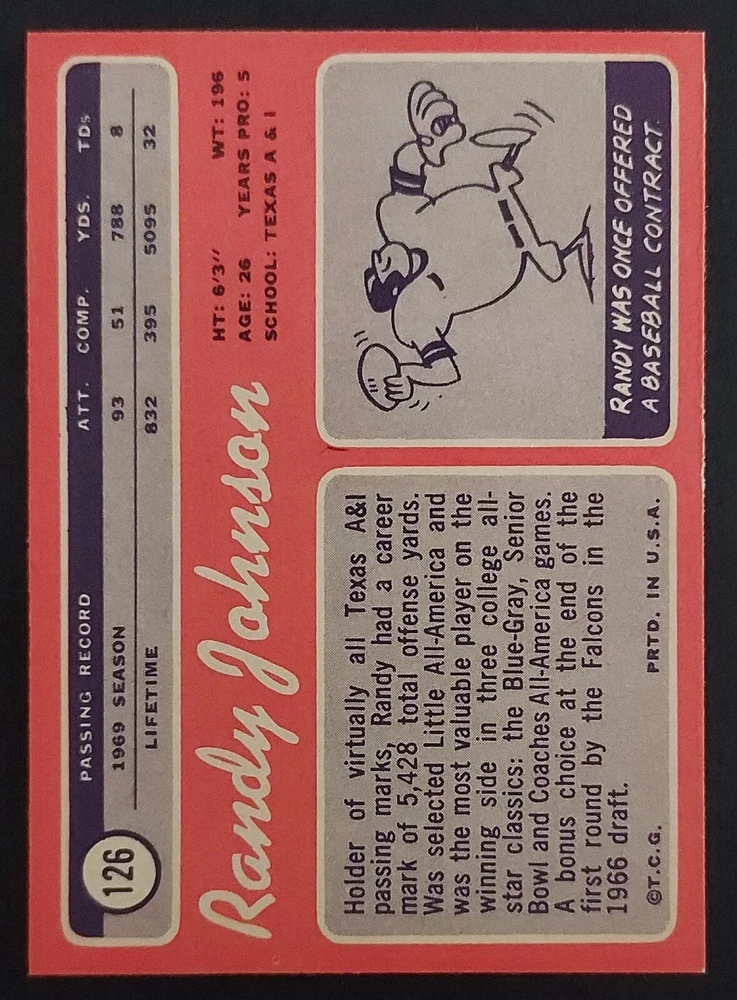 126
PASSING RECORD ATT. COMP. YDS. TDs
1969 SEASON 93 51 788 8
LIFETIME 832 395 5095 32
Randy Johnson
HT: 6'3" WT: 196
AGE: 26 YEARS PRO: 5
SCHOOL: TEXAS A & I
Holder of virtually all Texas A&I
passing marks, Randy had a career
mark of 5,428 total offense yards.
Was selected Little All-America and
was the most valuable player on the
winning side in three college all-
star classics: the Blue-Gray, Senior
Bowl and Coaches All-America games.
A bonus choice at the end of the
first round by the Falcons in the
1966 draft.
©T.C.G. PRTD. IN U.S.A.
RANDY WAS ONCE OFFERED
A BASEBALL CONTRACT.